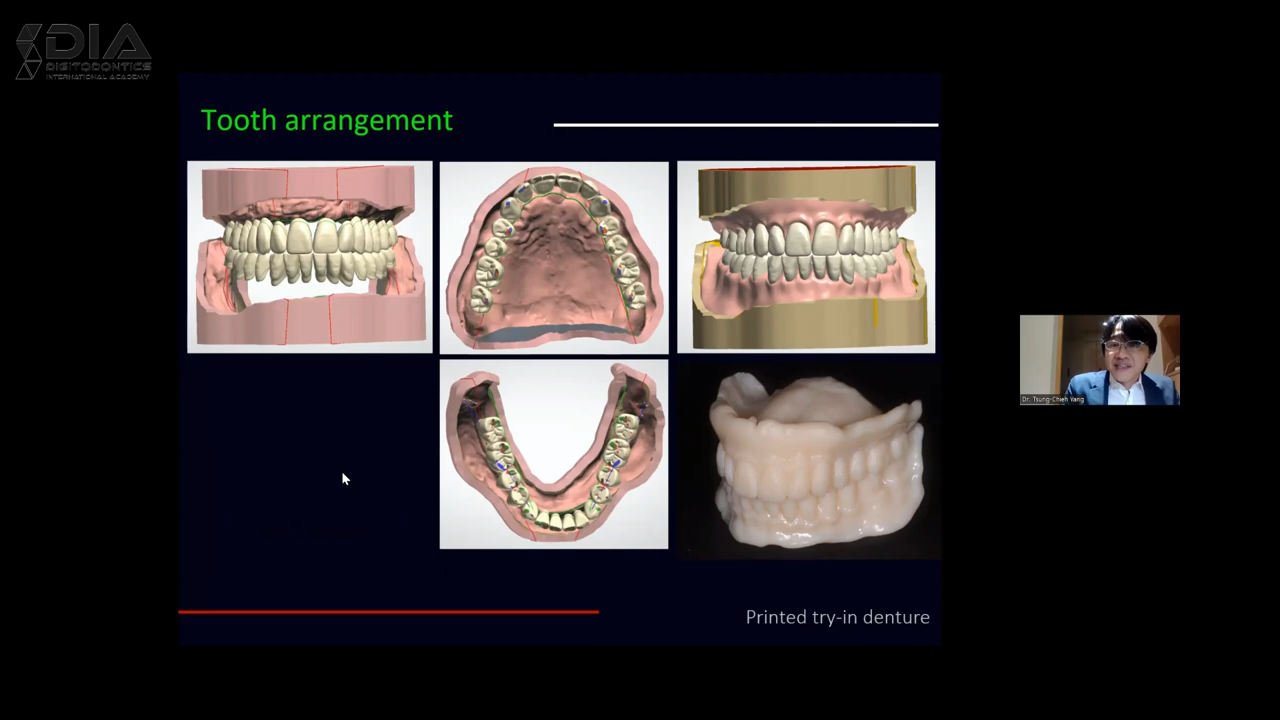 DIA
DIGITODONTICS
INTERNATIONAL ACADEMY
Tooth arrangement
Dr. Tsung-Chieh Yang
Printed try-in denture